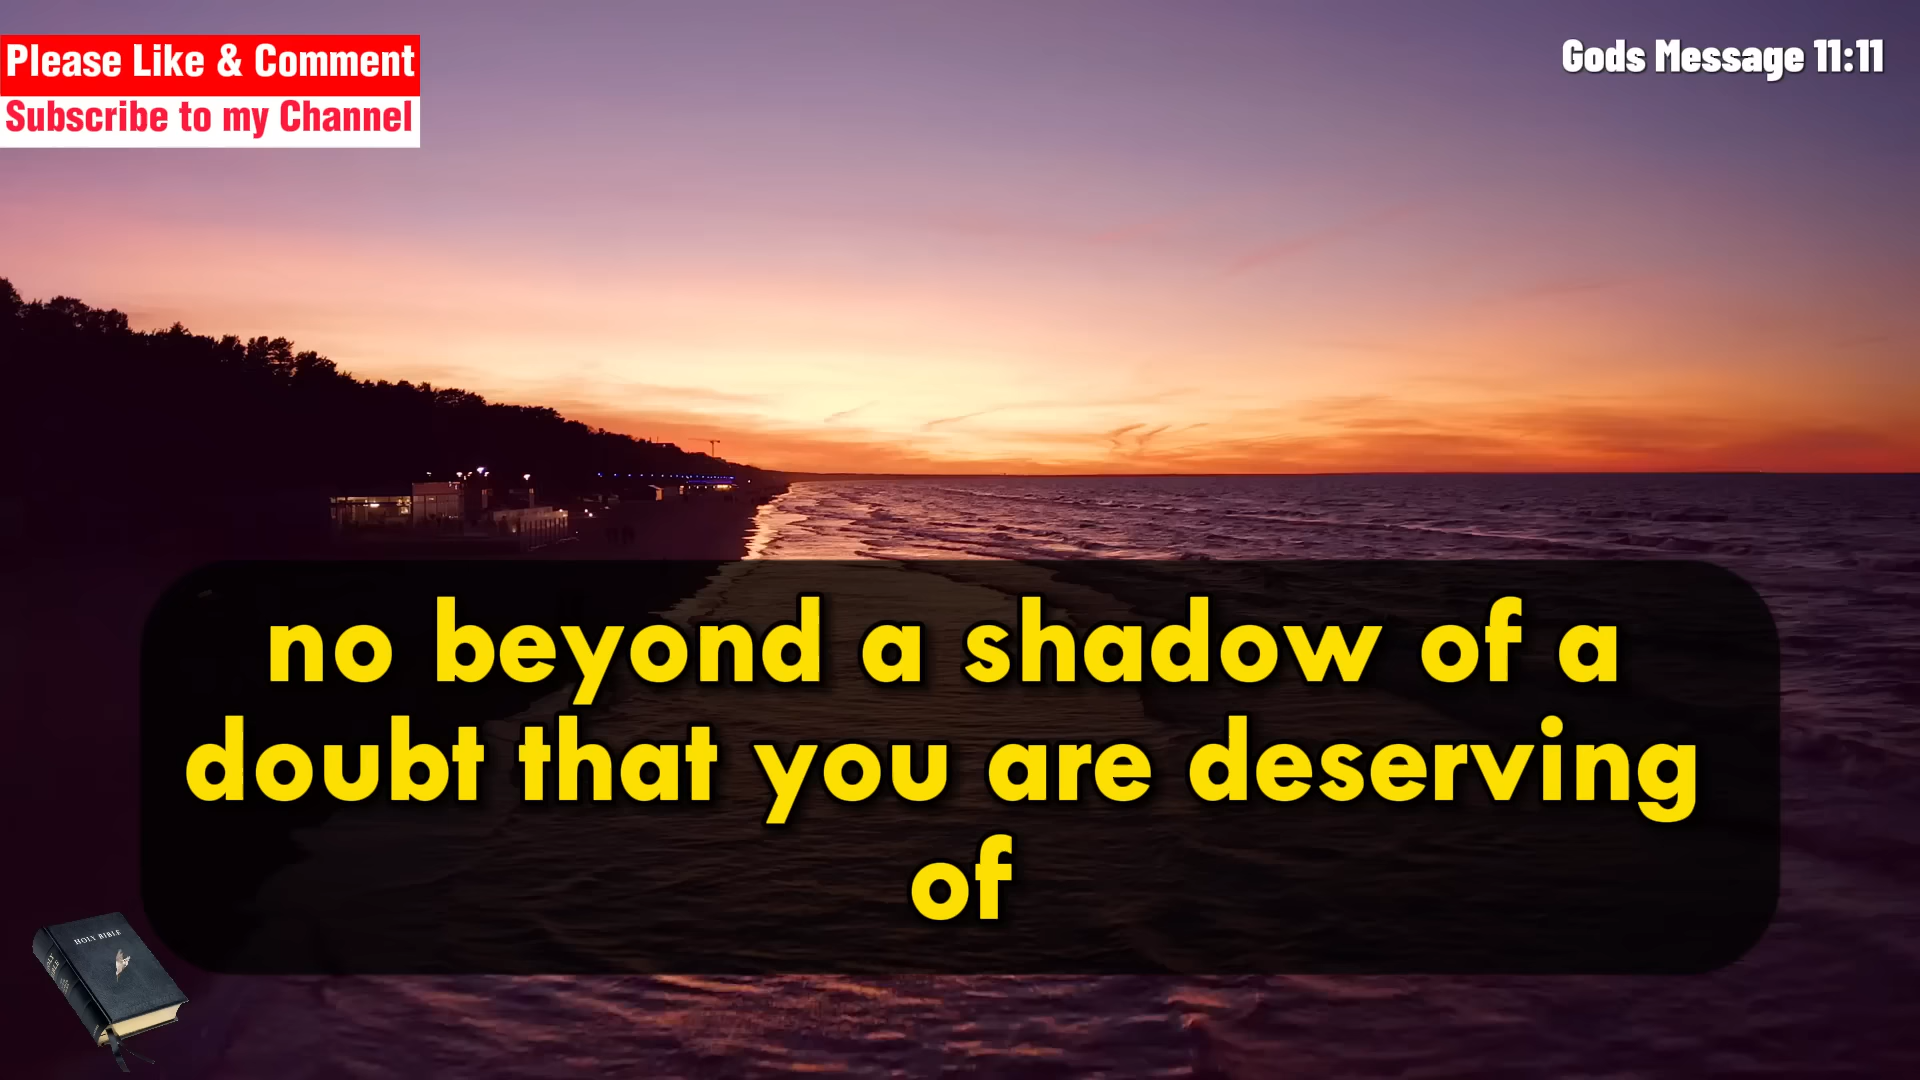 Please Like & Comment
Subscribe to my Channel
Gods Message 11:11
no beyond a shadow of a
doubt that you are deserving
of
HOLY BIBLE